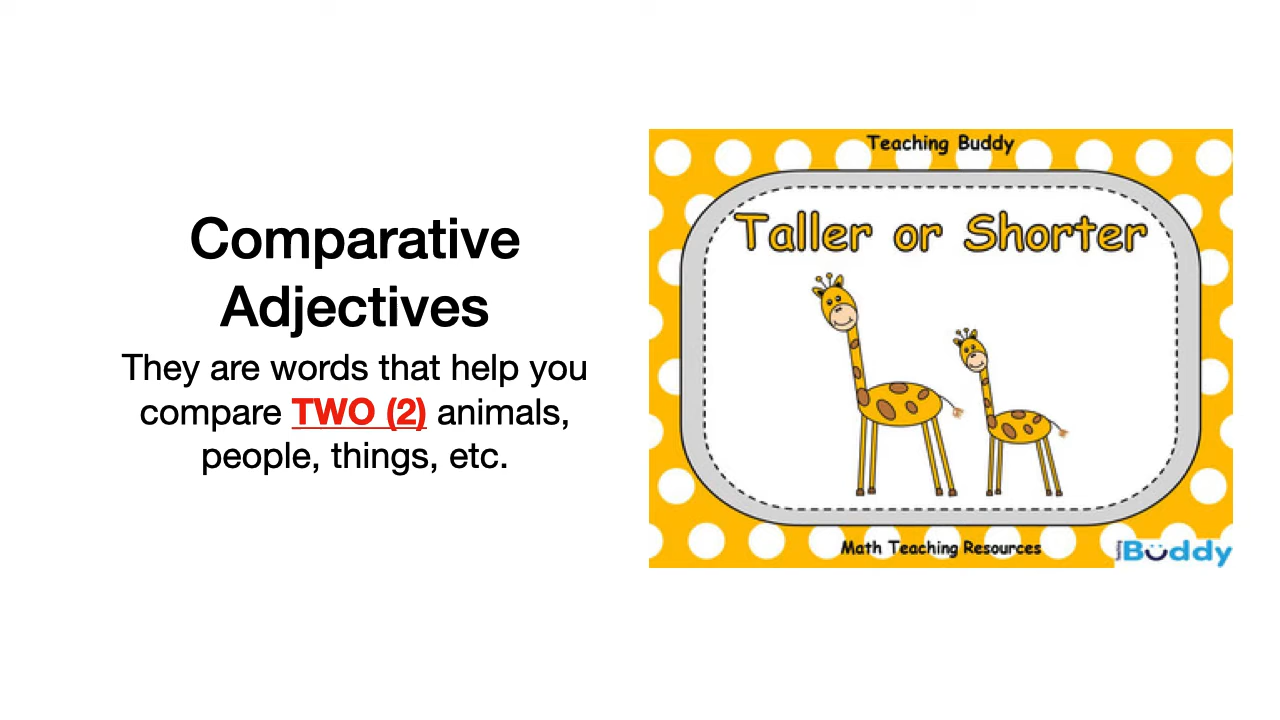 Comparative
Adjectives
They are words that help you
compare TWO (2) animals,
people, things, etc.
Teaching Buddy
Taller or Shorter
Math Teaching Resources
Buddy